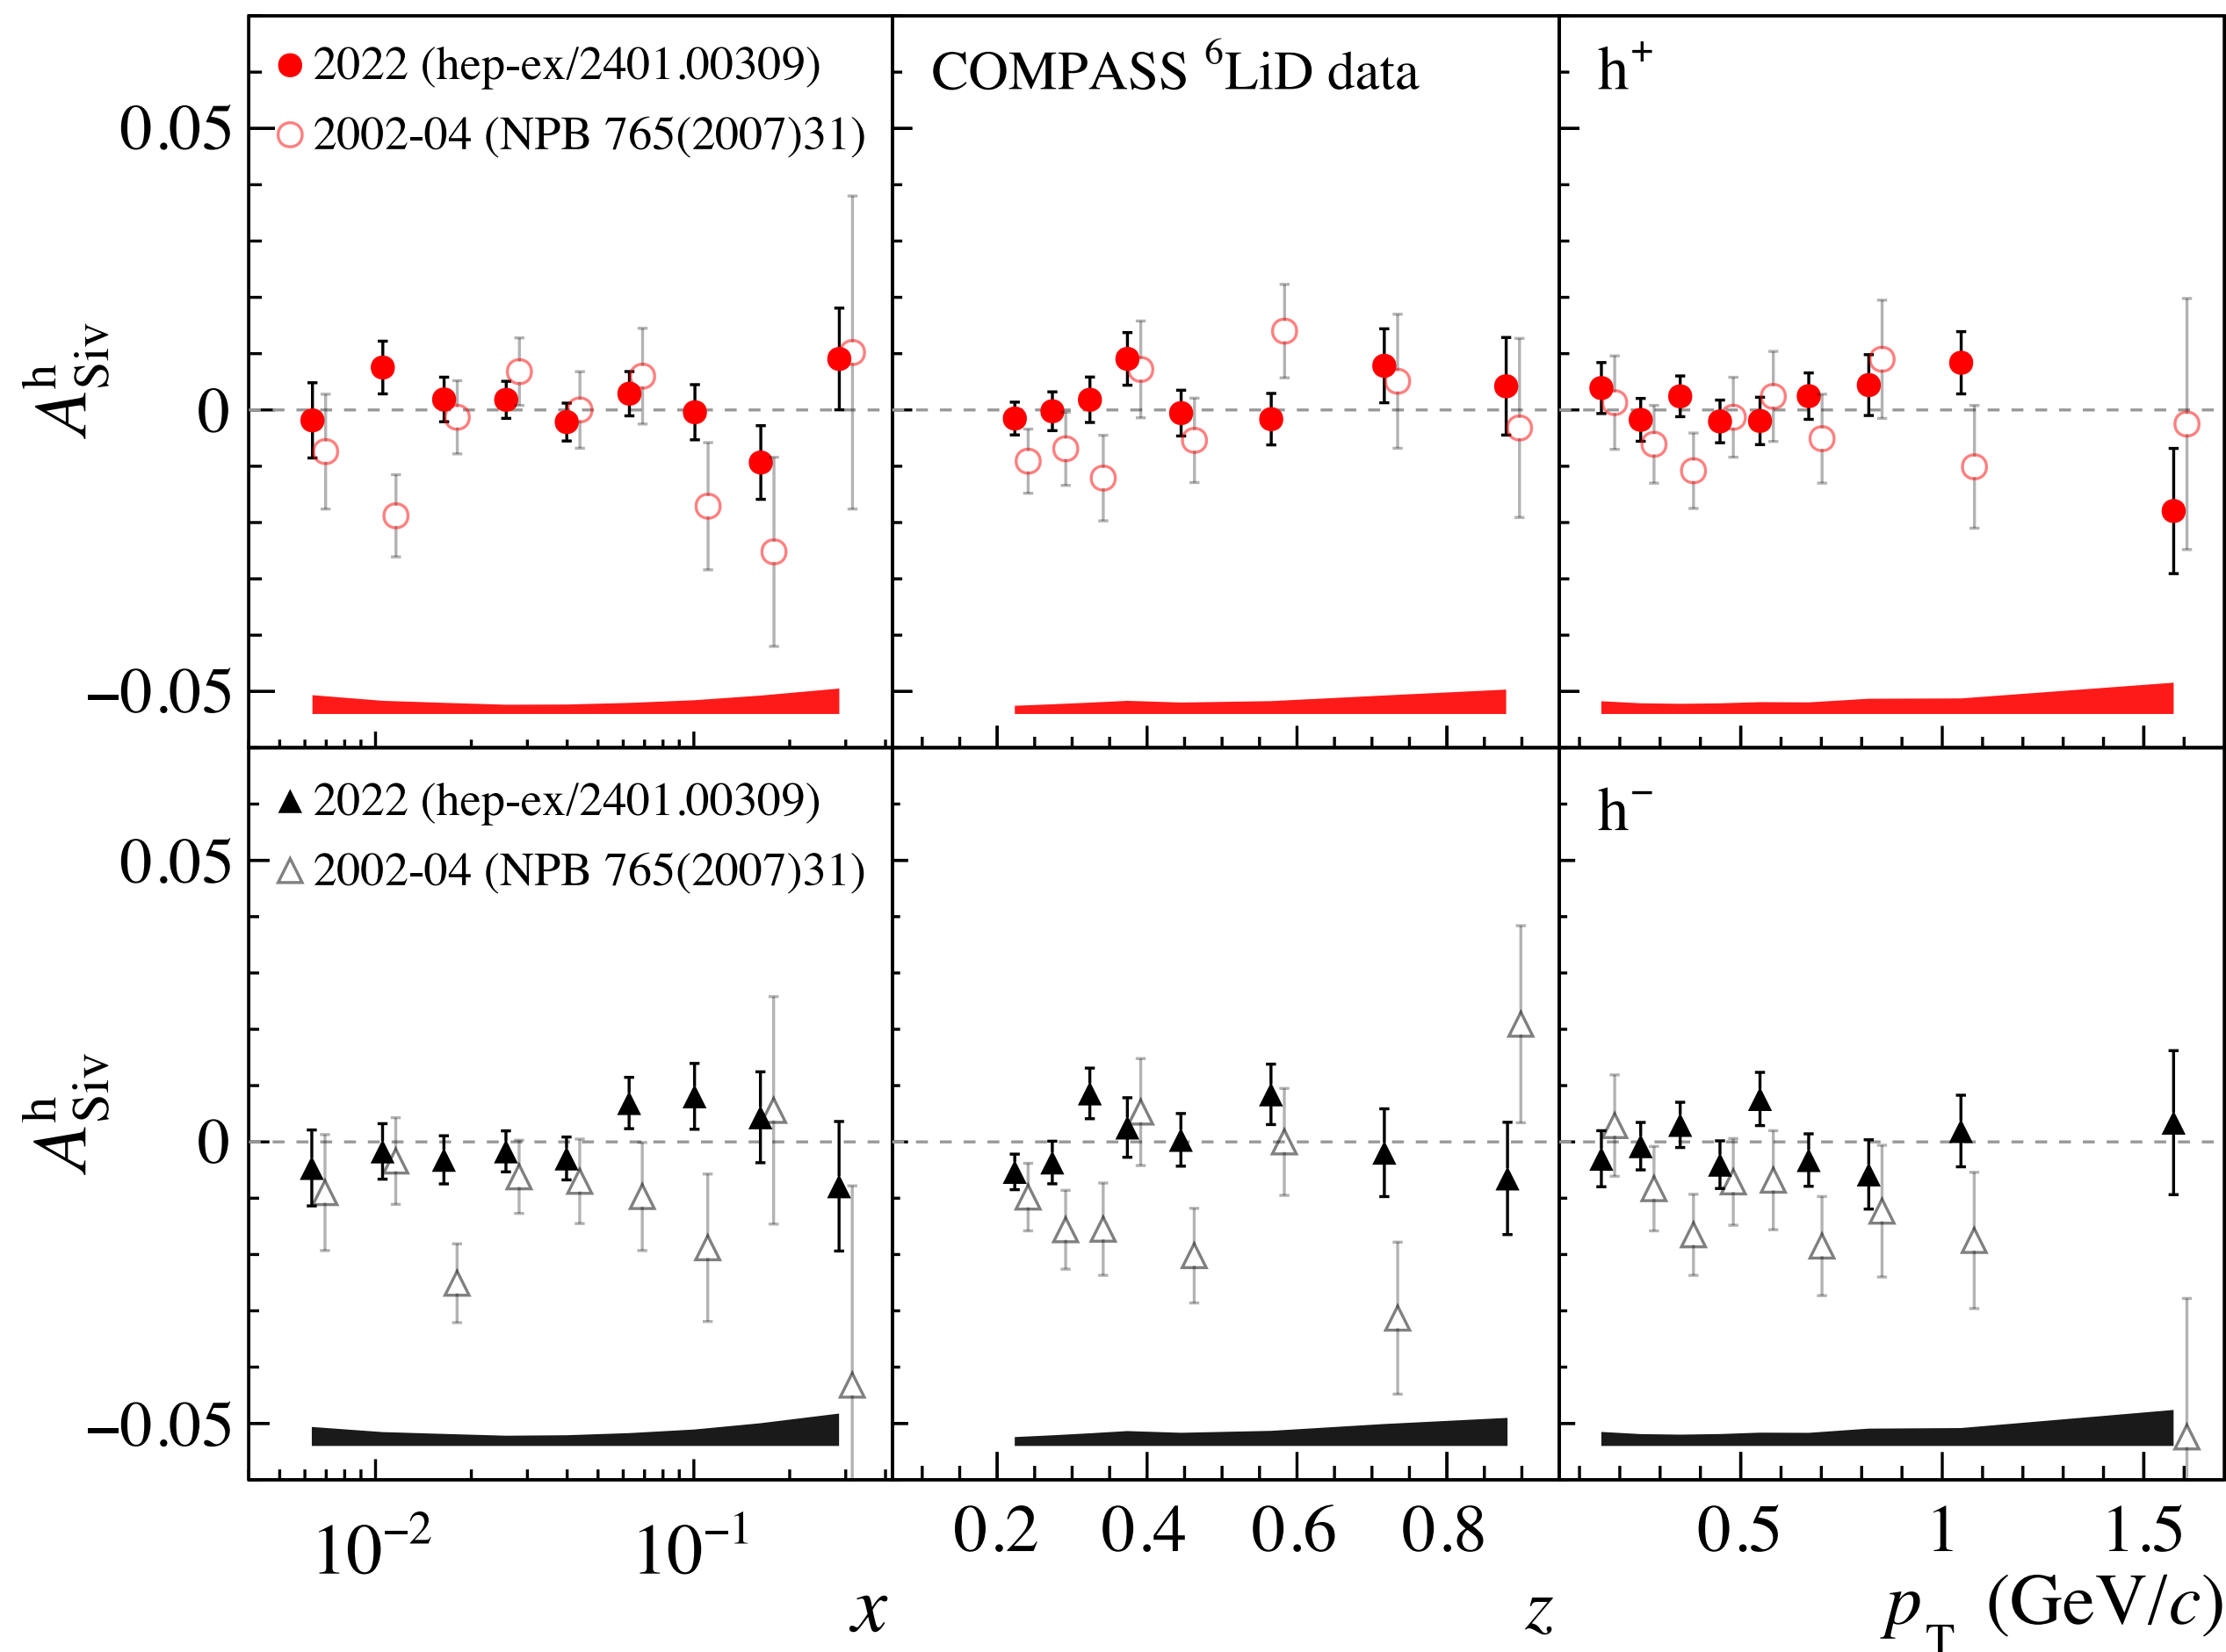 2022 (hep-ex/2401.00309)
2002-04 (NPB 765(2007)31)
COMPASS ⁶LiD data
h⁺
0.05
0
−0.05
A^h_Siv
2022 (hep-ex/2401.00309)
2002-04 (NPB 765(2007)31)
h⁻
0.05
0
−0.05
A^h_Siv
10⁻² 10⁻¹ 0.2 0.4 0.6 0.8 0.5 1 1.5
x z p_T (GeV/c)